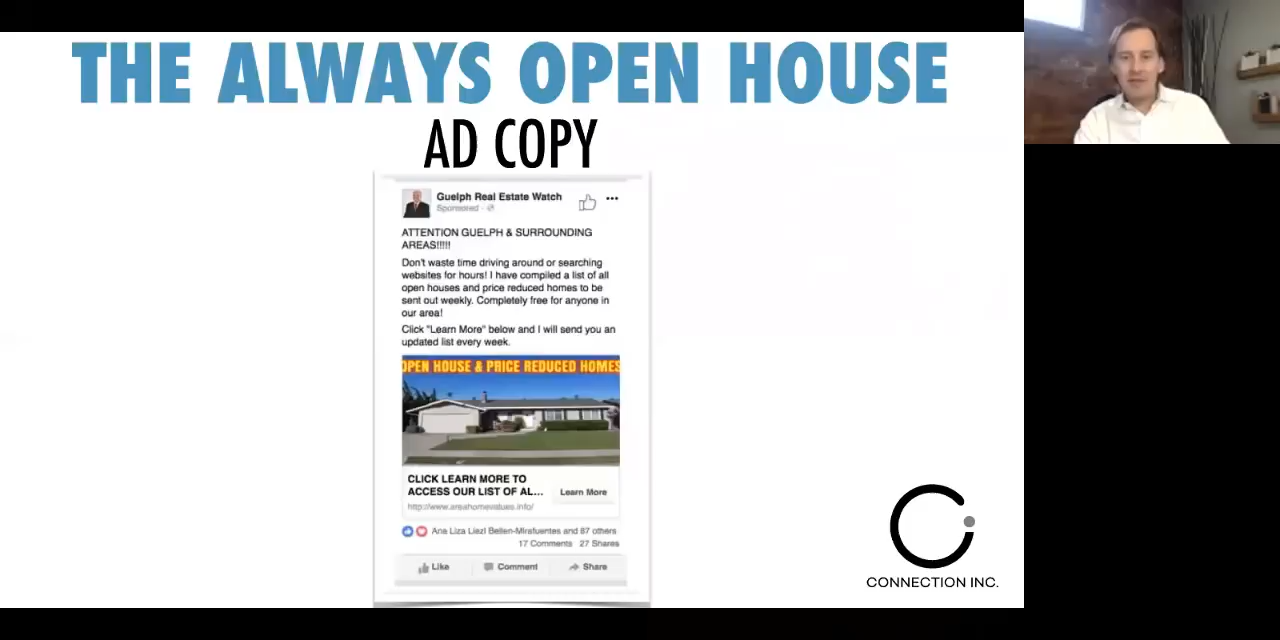 THE ALWAYS OPEN HOUSE
AD COPY
Guelph Real Estate Watch
Sponsored ·
ATTENTION GUELPH & SURROUNDING
AREAS!!!!!
Don't waste time driving around or searching
websites for hours! I have compiled a list of all
open houses and price reduced homes to be
sent out weekly. Completely free for anyone in
our area!
Click "Learn More" below and I will send you an
updated list every week.
OPEN HOUSE & PRICE REDUCED HOMES
CLICK LEARN MORE TO
ACCESS OUR LIST OF AL...
Learn More
http://www.areahomevalues.info/
Ana Liza Liezl Bellen-Mirafuentes and 87 others
17 Comments 27 Shares
Like Comment Share
CONNECTION INC.